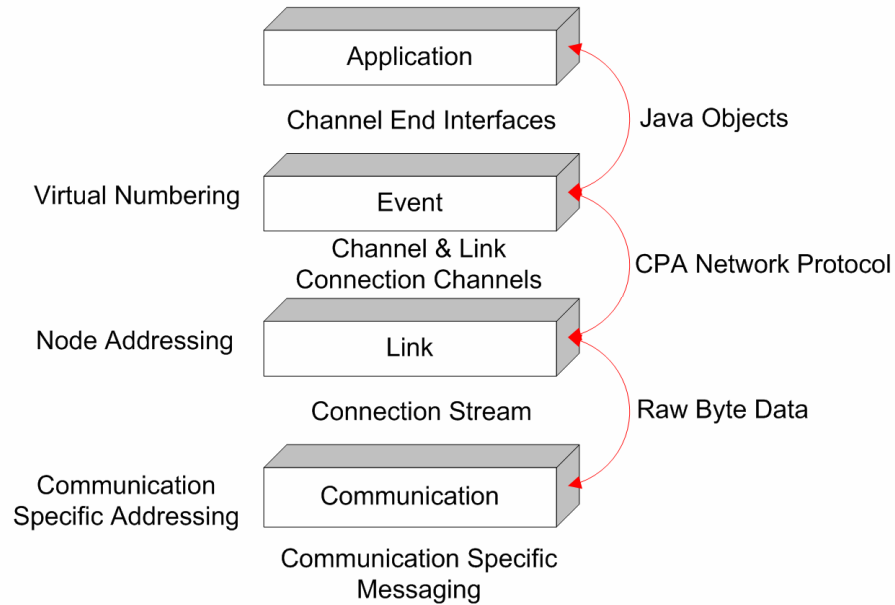 Application
Channel End Interfaces
Java Objects
Virtual Numbering
Event
Channel & Link
Connection Channels
CPA Network Protocol
Node Addressing
Link
Connection Stream
Raw Byte Data
Communication
Specific Addressing
Communication
Communication Specific
Messaging